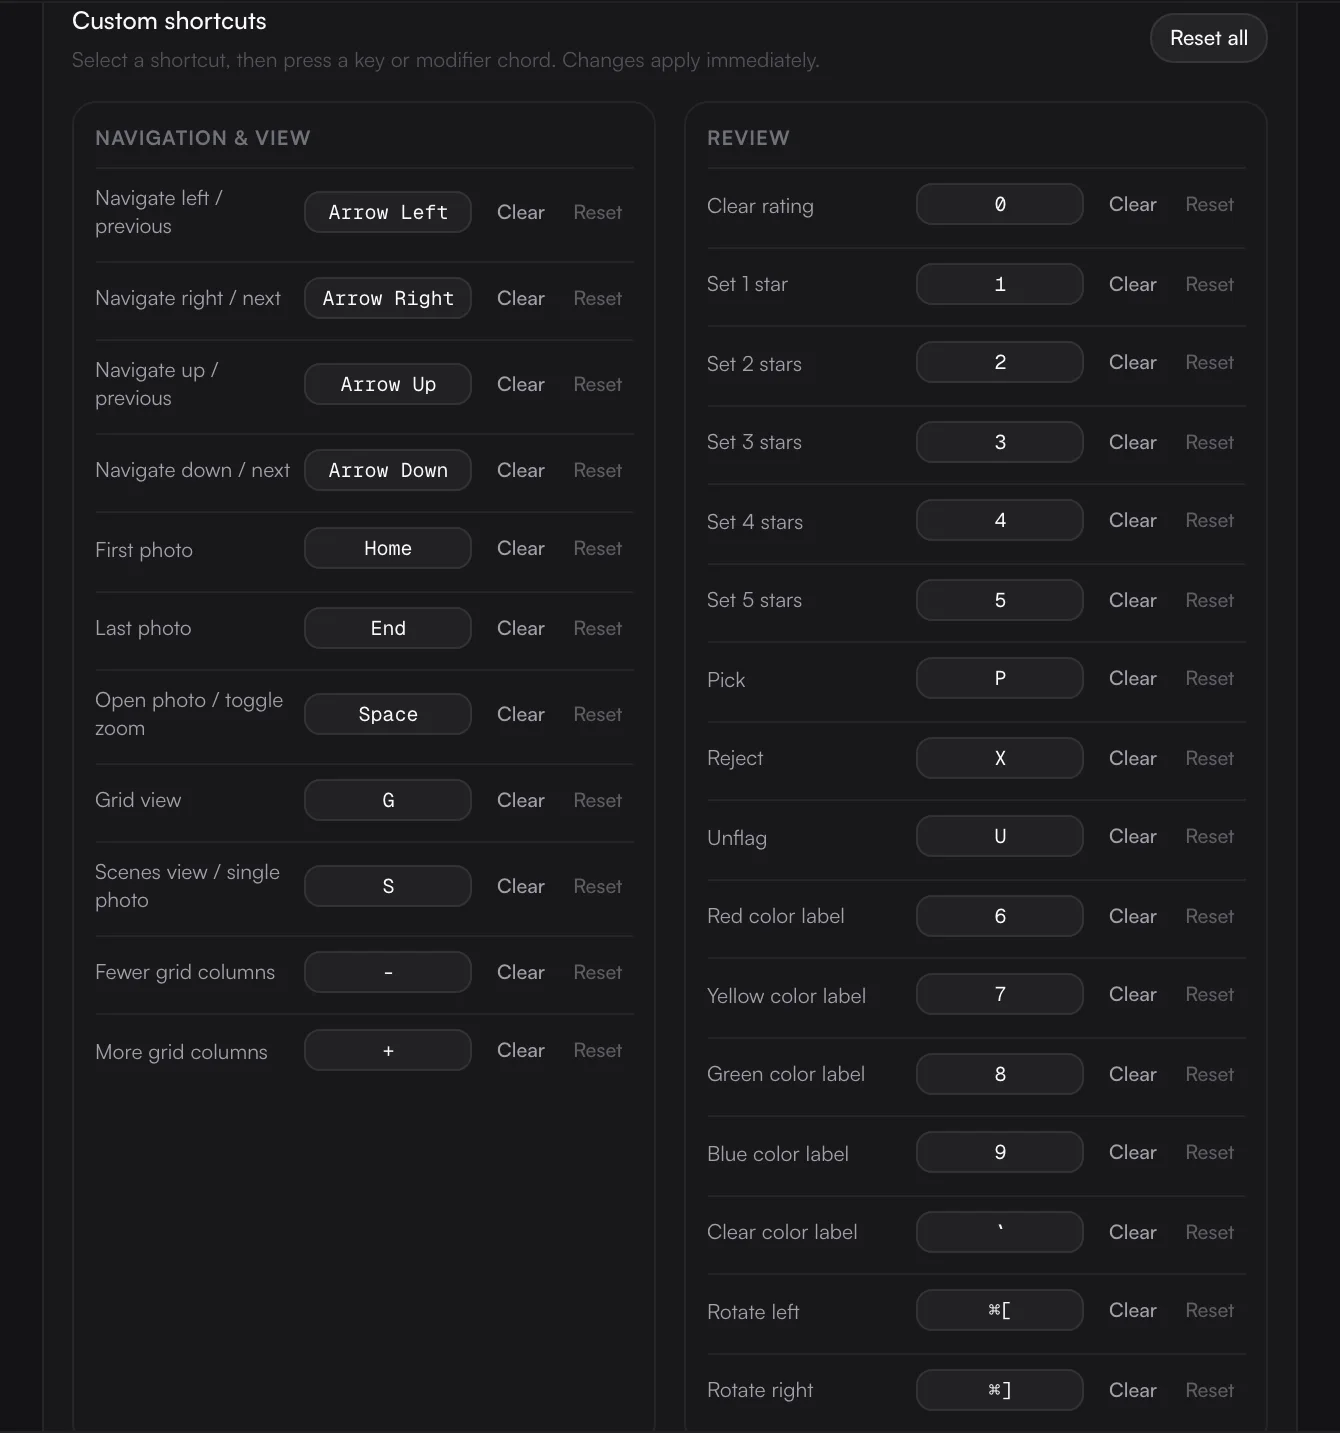 Custom shortcuts
Reset all
Select a shortcut, then press a key or modifier chord. Changes apply immediately.
NAVIGATION & VIEW
Navigate left /
previous
Arrow Left Clear Reset
Navigate right / next Arrow Right Clear Reset
Navigate up /
previous
Arrow Up Clear Reset
Navigate down / next Arrow Down Clear Reset
First photo Home Clear Reset
Last photo End Clear Reset
Open photo / toggle
zoom
Space Clear Reset
Grid view G Clear Reset
Scenes view / single
photo
S Clear Reset
Fewer grid columns - Clear Reset
More grid columns + Clear Reset
REVIEW
Clear rating 0 Clear Reset
Set 1 star 1 Clear Reset
Set 2 stars 2 Clear Reset
Set 3 stars 3 Clear Reset
Set 4 stars 4 Clear Reset
Set 5 stars 5 Clear Reset
Pick P Clear Reset
Reject X Clear Reset
Unflag U Clear Reset
Red color label 6 Clear Reset
Yellow color label 7 Clear Reset
Green color label 8 Clear Reset
Blue color label 9 Clear Reset
Clear color label ` Clear Reset
Rotate left ⌘[ Clear Reset
Rotate right ⌘] Clear Reset